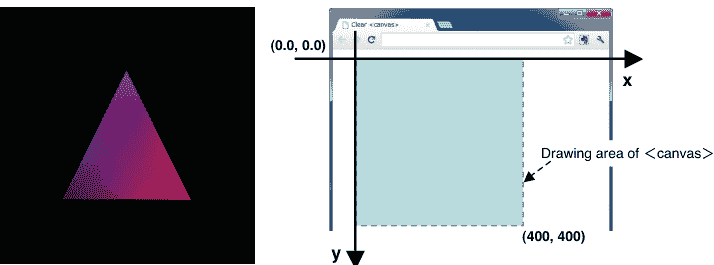 Clear <canvas>
(0.0, 0.0)
x
Drawing area of <canvas>
(400, 400)
y